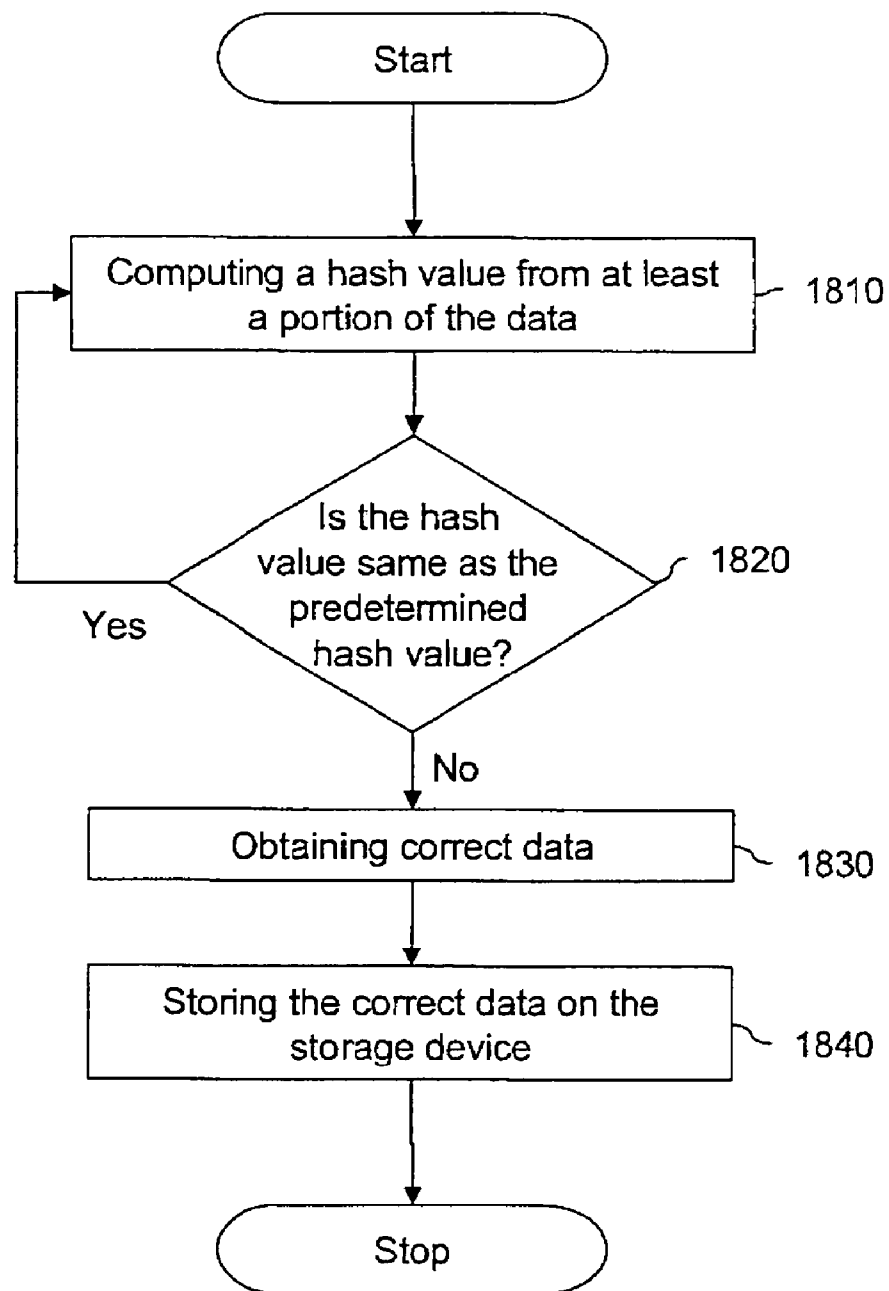 Start
Computing a hash value from at least
a portion of the data
1810
Is the hash
value same as the
predetermined
hash value?
1820
Yes
No
Obtaining correct data
1830
Storing the correct data on the
storage device
1840
Stop